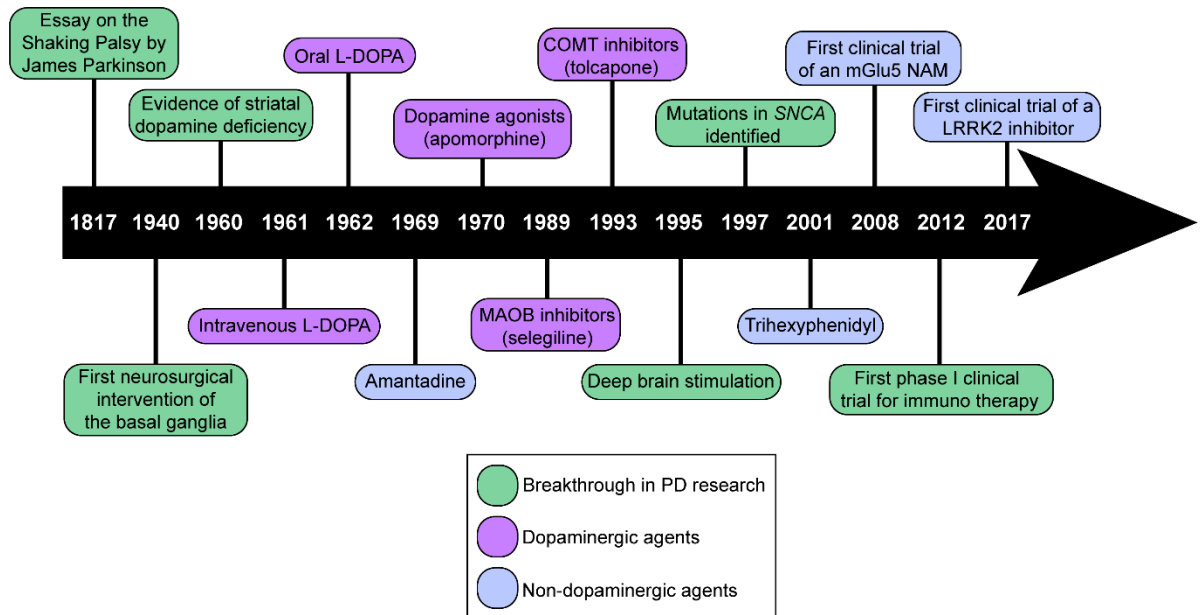 Essay on the
Shaking Palsy by
James Parkinson
Evidence of striatal
dopamine deficiency
Oral L-DOPA
Dopamine agonists
(apomorphine)
COMT inhibitors
(tolcapone)
Mutations in SNCA
identified
First clinical trial
of an mGlu5 NAM
First clinical trial of a
LRRK2 inhibitor
1817 1940 1960 1961 1962 1969 1970 1989 1993 1995 1997 2001 2008 2012 2017
First neurosurgical
intervention of
the basal ganglia
Intravenous L-DOPA
Amantadine
MAOB inhibitors
(selegiline)
Deep brain stimulation
Trihexyphenidyl
First phase I clinical
trial for immuno therapy
Breakthrough in PD research
Dopaminergic agents
Non-dopaminergic agents